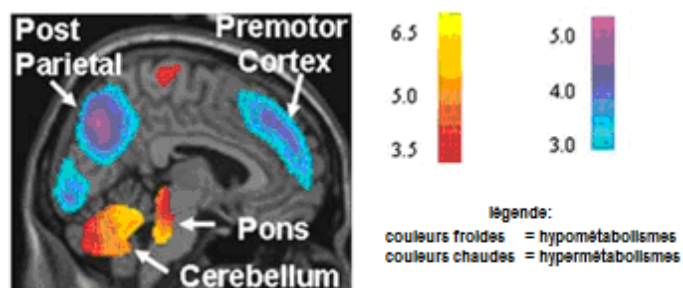 Post
Parietal
Premotor
Cortex
Pons
Cerebellum
6.5
5.0
3.5
5.0
4.0
3.0
légende:
couleurs froides = hypométabolismes
couleurs chaudes = hypermétabolismes